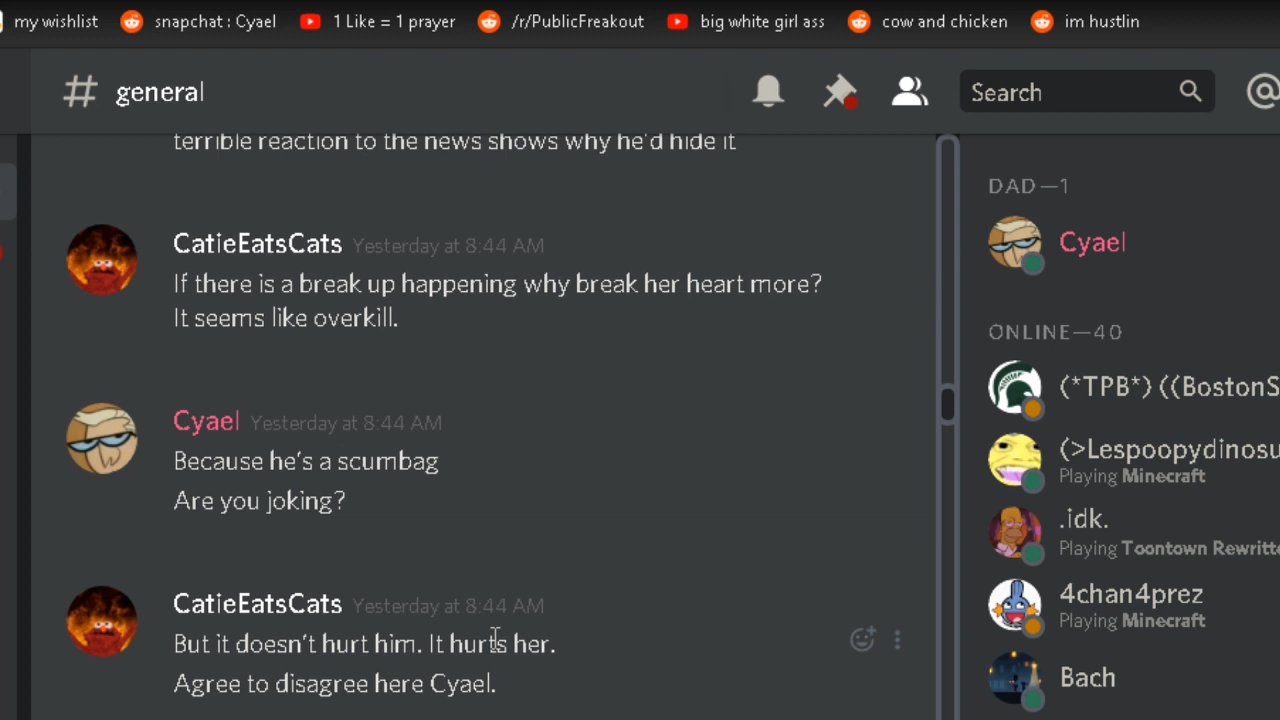 my wishlist snapchat : Cyael 1 Like = 1 prayer /r/PublicFreakout big white girl ass cow and chicken im hustlin
# general
Search
terrible reaction to the news shows why he'd hide it
CatieEatsCats Yesterday at 8:44 AM
If there is a break up happening why break her heart more?
It seems like overkill.
Cyael Yesterday at 8:44 AM
Because he's a scumbag
Are you joking?
CatieEatsCats Yesterday at 8:44 AM
But it doesn't hurt him. It hurts her.
Agree to disagree here Cyael.
DAD—1
Cyael
ONLINE—40
(*TPB*) ((BostonS
(>Lespoopydinosu
Playing Minecraft
.idk.
Playing Toontown Rewritte
4chan4prez
Playing Minecraft
Bach